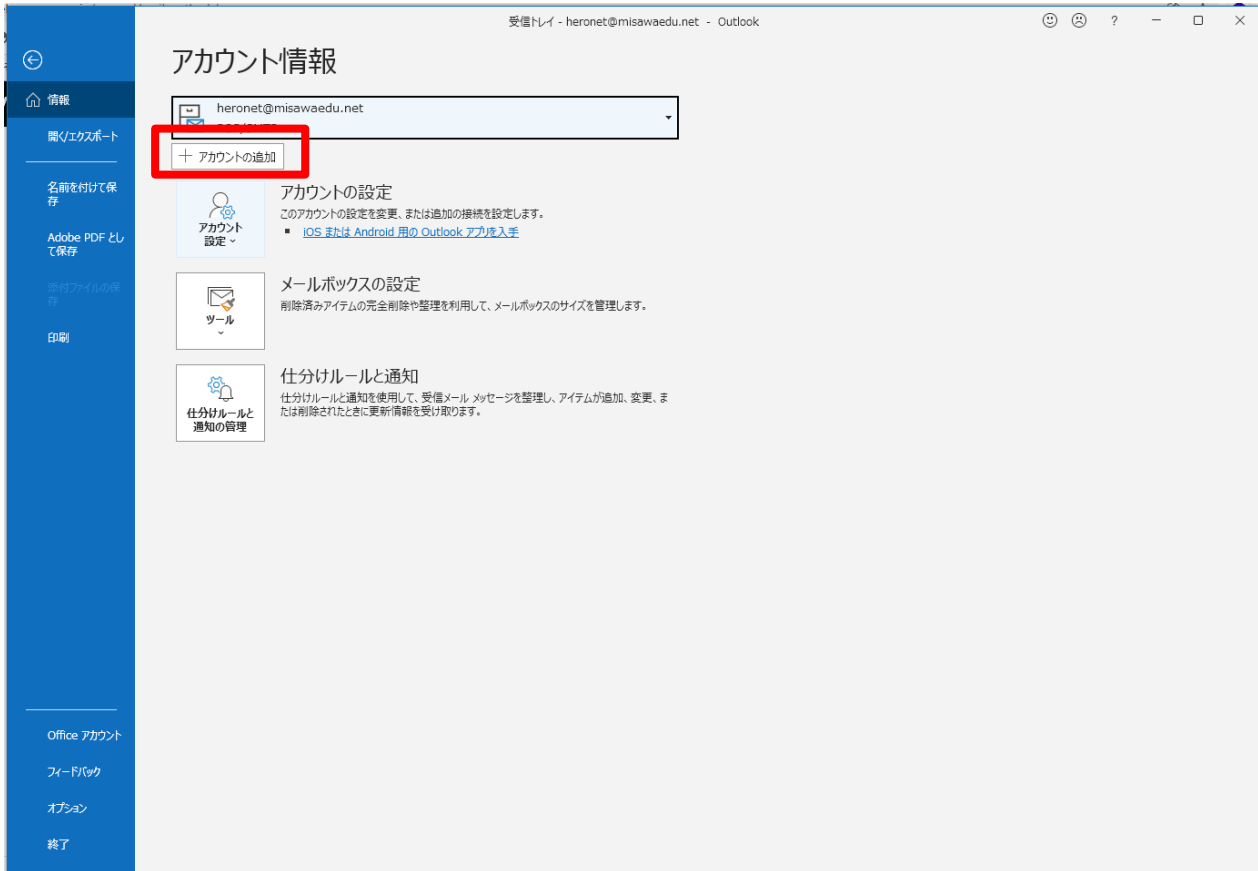 受信トレイ - heronet@misawaedu.net - Outlook
?
アカウント情報
情報
開く/エクスポート
名前を付けて保
存
Adobe PDF とし
て保存
添付ファイルの保
存
印刷
Office アカウント
フィードバック
オプション
終了
heronet@misawaedu.net
アカウントの追加
アカウント
設定
アカウントの設定
このアカウントの設定を変更、または追加の接続を設定します。
iOS または Android 用の Outlook アプリを入手
ツール
メールボックスの設定
削除済みアイテムの完全削除や整理を利用して、メールボックスのサイズを管理します。
仕分けルールと
通知の管理
仕分けルールと通知
仕分けルールと通知を使用して、受信メール メッセージを整理し、アイテムが追加、変更、ま
たは削除されたときに更新情報を受け取ります。